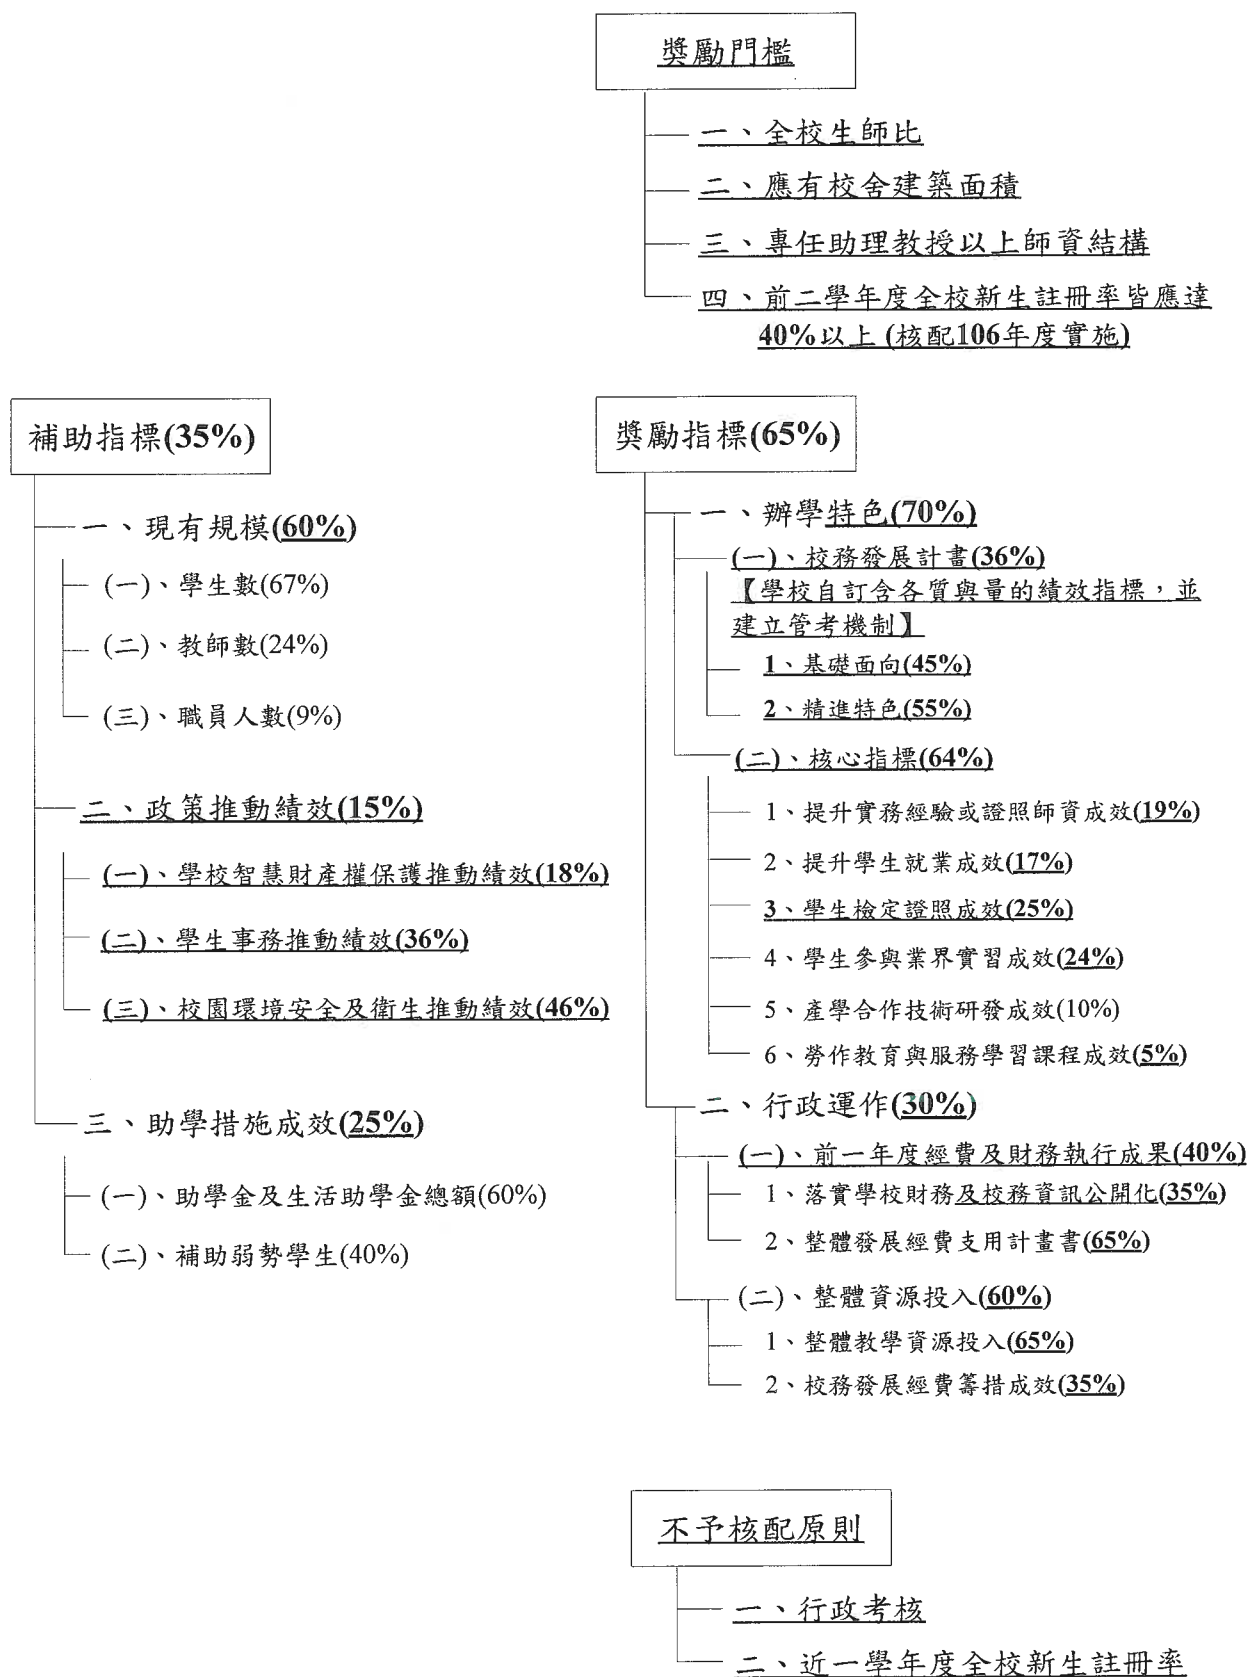 獎勵門檻
一、全校生師比
二、應有校舍建築面積
三、專任助理教授以上師資結構
四、前二學年度全校新生註冊率皆應達
40%以上 (核配106年度實施)
補助指標(35%)
一、現有規模(60%)
(一)、學生數(67%)
(二)、教師數(24%)
(三)、職員人數(9%)
二、政策推動績效(15%)
(一)、學校智慧財產權保護推動績效(18%)
(二)、學生事務推動績效(36%)
(三)、校園環境安全及衛生推動績效(46%)
三、助學措施成效(25%)
(一)、助學金及生活助學金總額(60%)
(二)、補助弱勢學生(40%)
獎勵指標(65%)
一、辦學特色(70%)
(一)、校務發展計畫(36%)
【學校自訂含各質與量的績效指標，並
建立管考機制】
1、基礎面向(45%)
2、精進特色(55%)
(二)、核心指標(64%)
1、提升實務經驗或證照師資成效(19%)
2、提升學生就業成效(17%)
3、學生檢定證照成效(25%)
4、學生參與業界實習成效(24%)
5、產學合作技術研發成效(10%)
6、勞作教育與服務學習課程成效(5%)
二、行政運作(30%)
(一)、前一年度經費及財務執行成果(40%)
1、落實學校財務及校務資訊公開化(35%)
2、整體發展經費支用計畫書(65%)
(二)、整體資源投入(60%)
1、整體教學資源投入(65%)
2、校務發展經費籌措成效(35%)
不予核配原則
一、行政考核
二、近一學年度全校新生註冊率